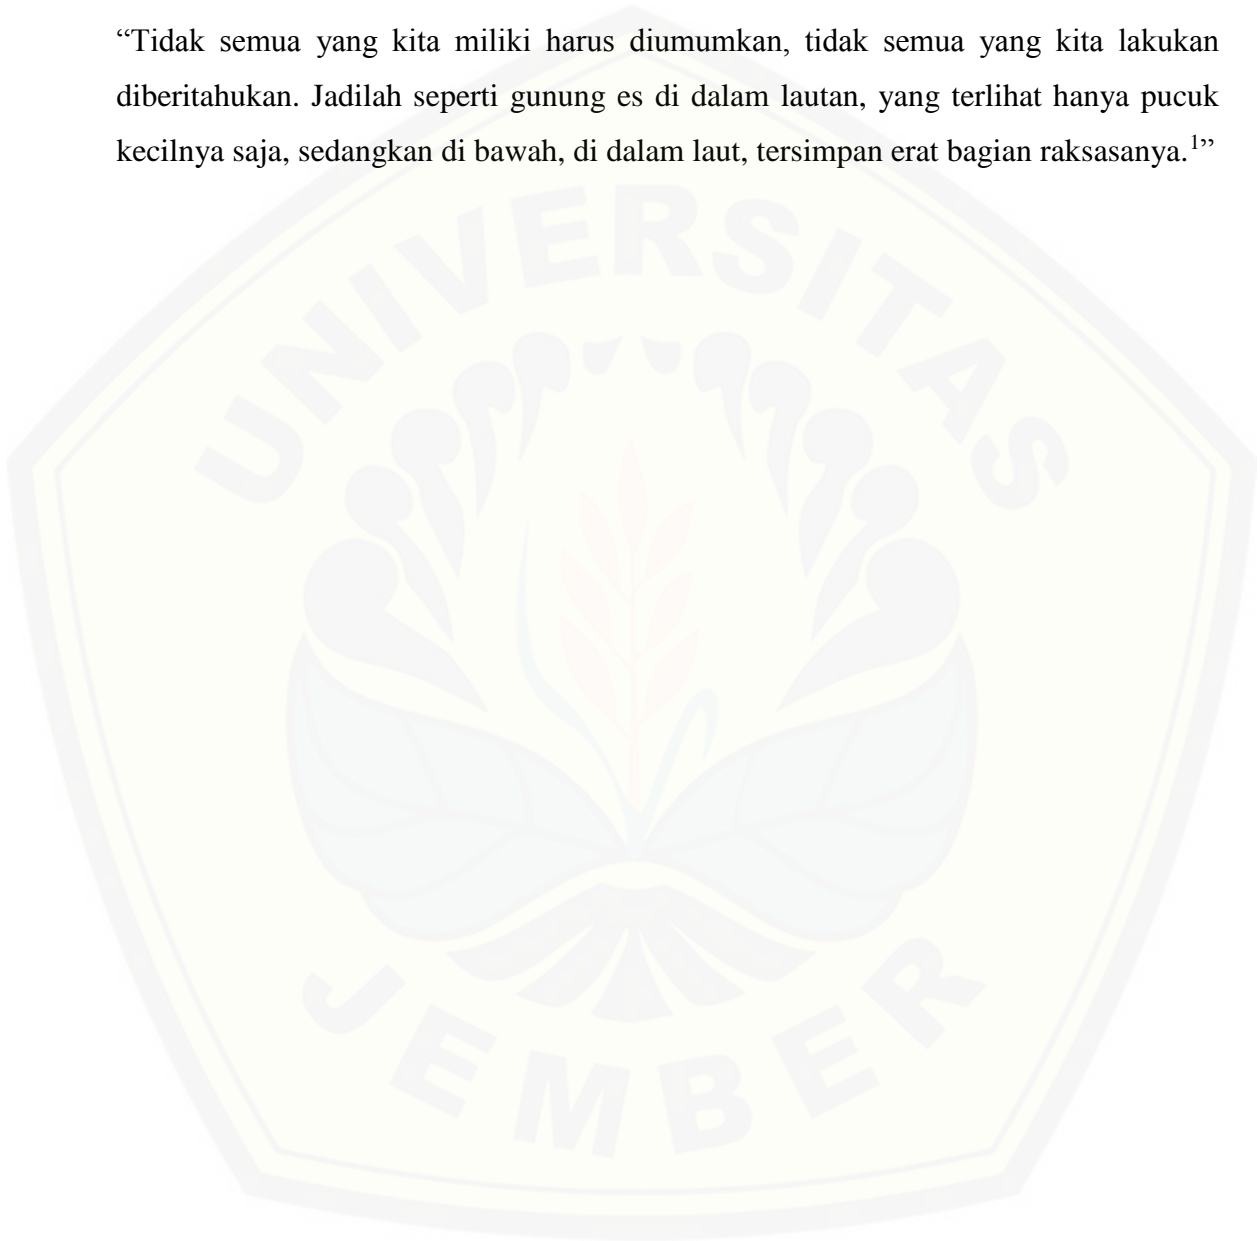 “Tidak semua yang kita miliki harus diumumkan, tidak semua yang kita lakukan
diberitahukan. Jadilah seperti gunung es di dalam lautan, yang terlihat hanya pucuk
kecilnya saja, sedangkan di bawah, di dalam laut, tersimpan erat bagian raksasanya.¹”
UNIVERSITAS
JEMBER